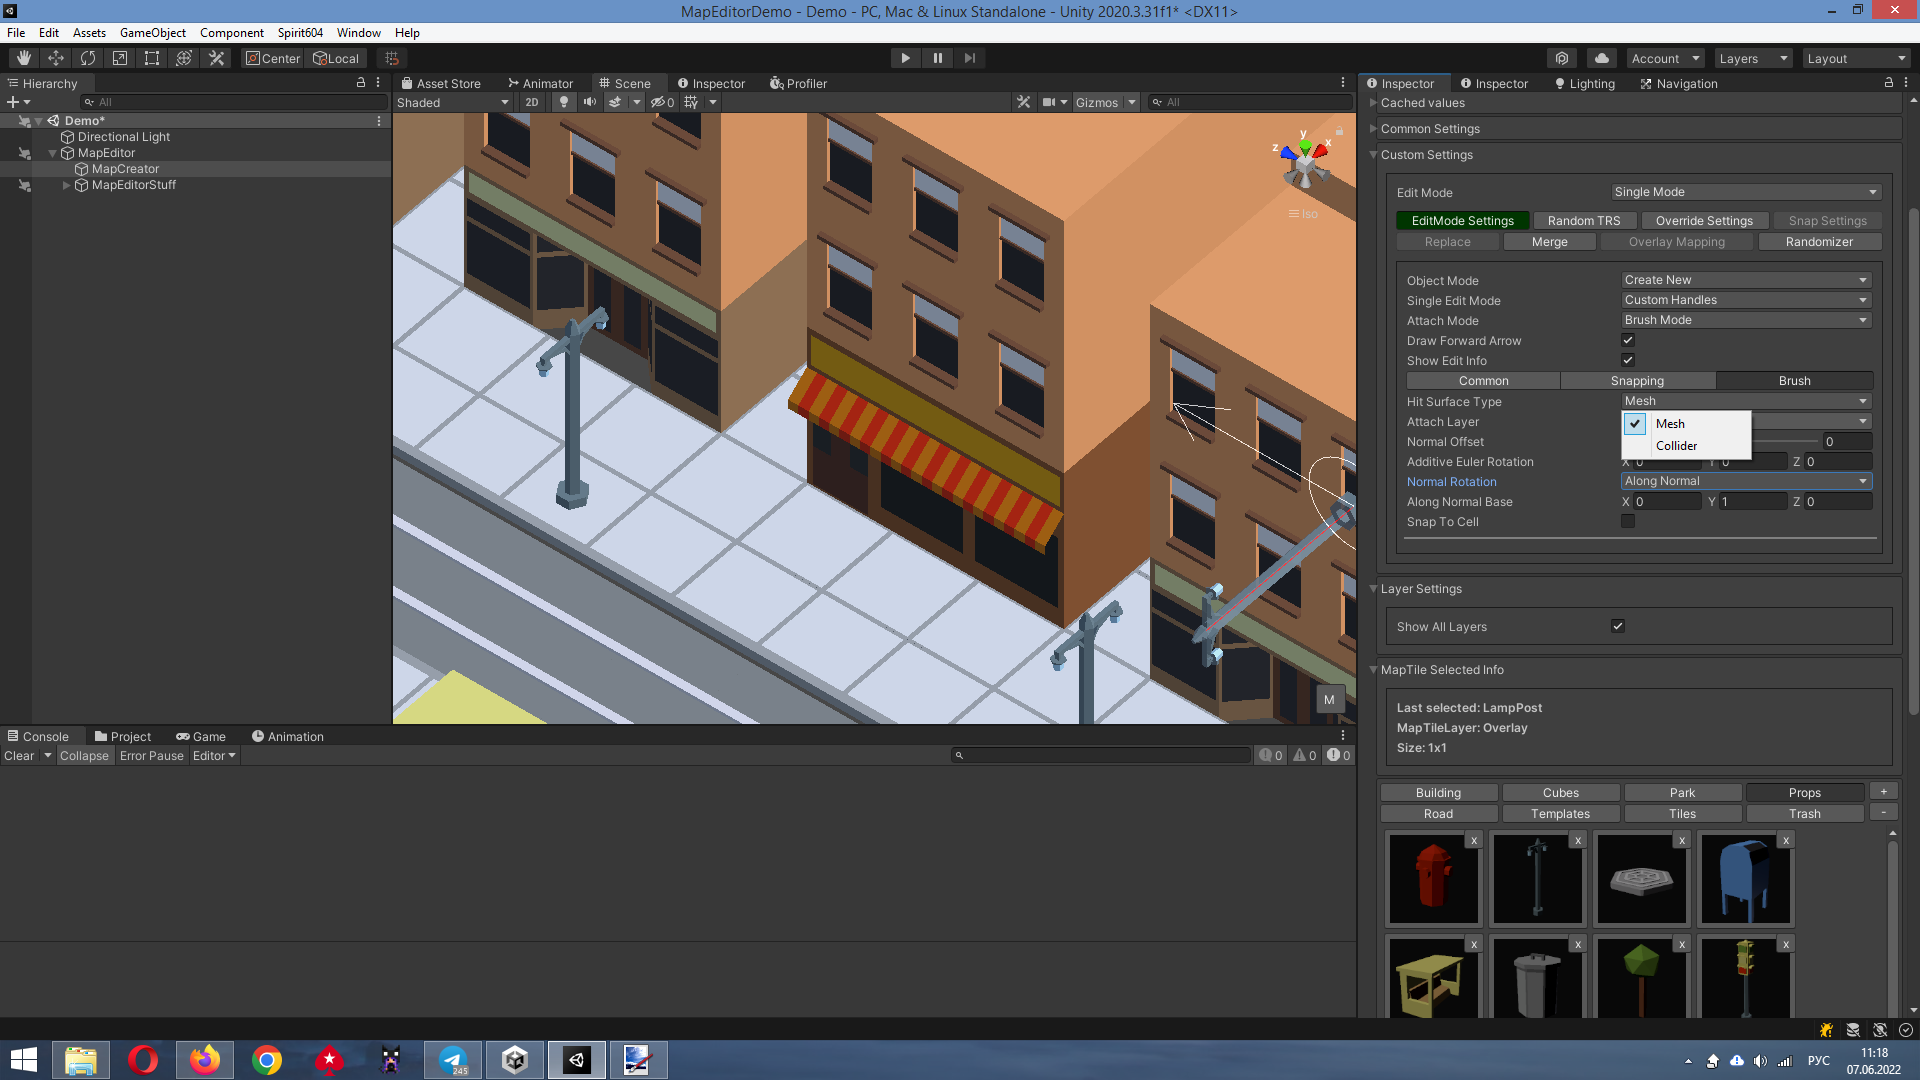 MapEditorDemo - Demo - PC, Mac & Linux Standalone - Unity 2020.3.31f1* <DX11>
File Edit Assets GameObject Component Spirit604 Window Help
Center Local Account Layers Layout
Hierarchy
All
Demo*
Directional Light
MapEditor
MapCreator
MapEditorStuff
Asset Store Animator Scene Inspector Profiler
Shaded 2D 0 Gizmos All
y
z x
Iso
M
Inspector Inspector Lighting Navigation
Cached values
Common Settings
Custom Settings
Edit Mode Single Mode
EditMode Settings Random TRS Override Settings Snap Settings
Replace Merge Overlay Mapping Randomizer
Object Mode Create New
Single Edit Mode Custom Handles
Attach Mode Brush Mode
Draw Forward Arrow
Show Edit Info
Common Snapping Brush
Hit Surface Type Mesh
Mesh
Collider
Attach Layer
Normal Offset 0
Additive Euler Rotation X 0 Y 0 Z 0
Normal Rotation Along Normal
Along Normal Base X 0 Y 1 Z 0
Snap To Cell
Layer Settings
Show All Layers
MapTile Selected Info
Last selected: LampPost
MapTileLayer: Overlay
Size: 1x1
Building Cubes Park Props +
Road Templates Tiles Trash -
x x x x
x x x x
Console Project Game Animation
Clear Collapse Error Pause Editor 0 0 0
245
РУС
11:18
07.06.2022